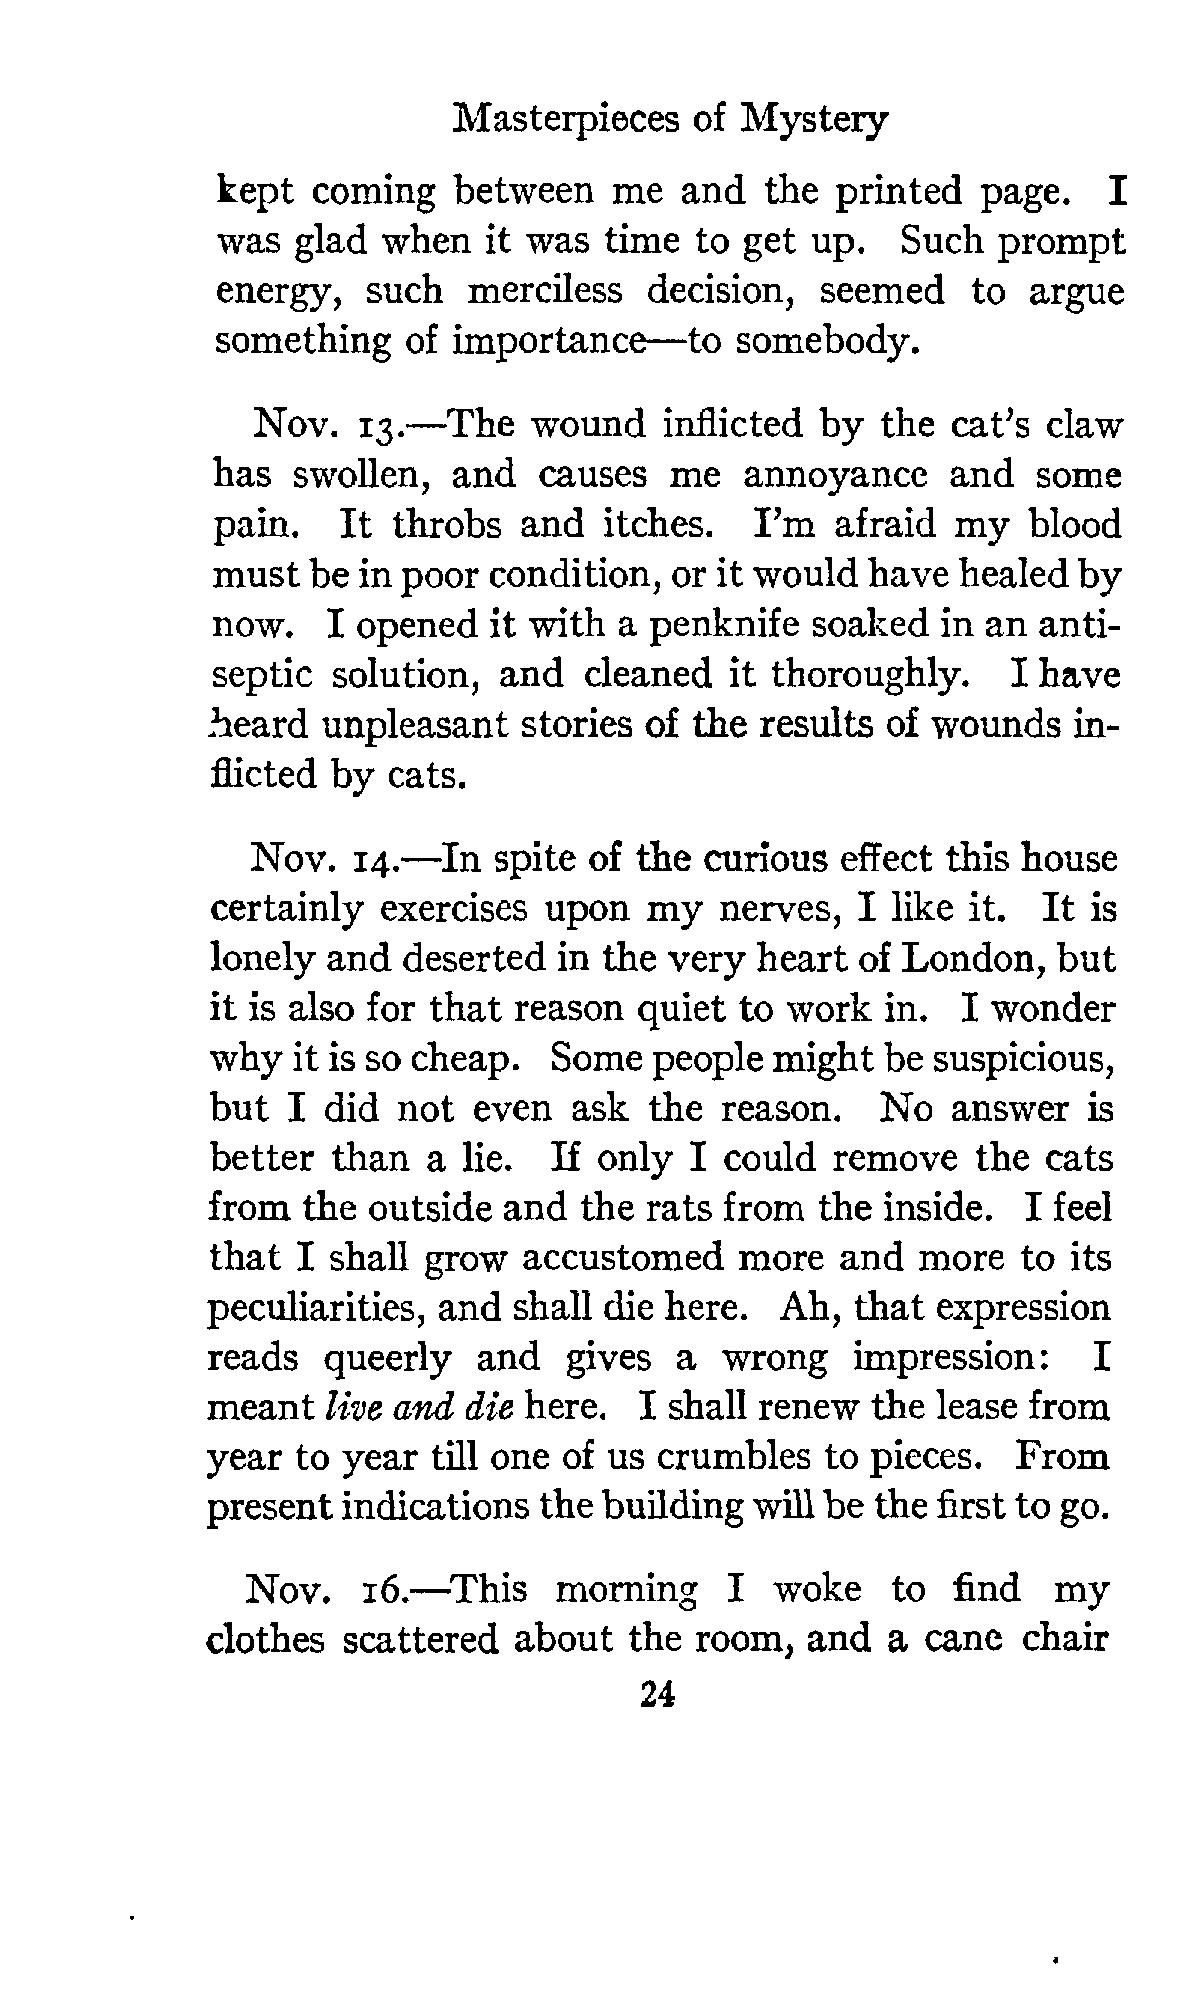 Masterpieces of Mystery
kept coming between me and the printed page. I
was glad when it was time to get up. Such prompt
energy, such merciless decision, seemed to argue
something of importance—to somebody.
Nov. 13.—The wound inflicted by the cat's claw
has swollen, and causes me annoyance and some
pain. It throbs and itches. I'm afraid my blood
must be in poor condition, or it would have healed by
now. I opened it with a penknife soaked in an anti-
septic solution, and cleaned it thoroughly. I have
heard unpleasant stories of the results of wounds in-
flicted by cats.
Nov. 14.—In spite of the curious effect this house
certainly exercises upon my nerves, I like it. It is
lonely and deserted in the very heart of London, but
it is also for that reason quiet to work in. I wonder
why it is so cheap. Some people might be suspicious,
but I did not even ask the reason. No answer is
better than a lie. If only I could remove the cats
from the outside and the rats from the inside. I feel
that I shall grow accustomed more and more to its
peculiarities, and shall die here. Ah, that expression
reads queerly and gives a wrong impression: I
meant live and die here. I shall renew the lease from
year to year till one of us crumbles to pieces. From
present indications the building will be the first to go.
Nov. 16.—This morning I woke to find my
clothes scattered about the room, and a cane chair
24